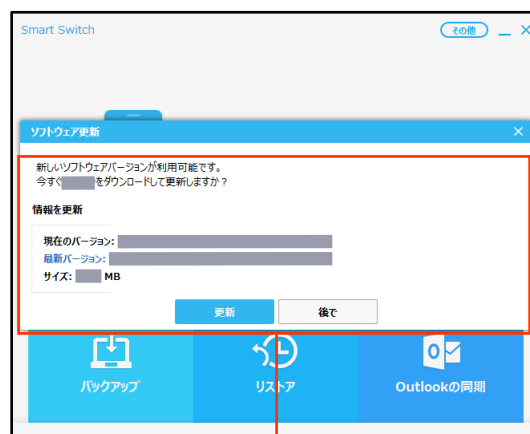 Smart Switch
その他
ソフトウェア更新
新しいソフトウェアバージョンが利用可能です。
今すぐ をダウンロードして更新しますか？
情報を更新
現在のバージョン:
最新バージョン:
サイズ: MB
更新 後で
バックアップ リストア Outlookの同期